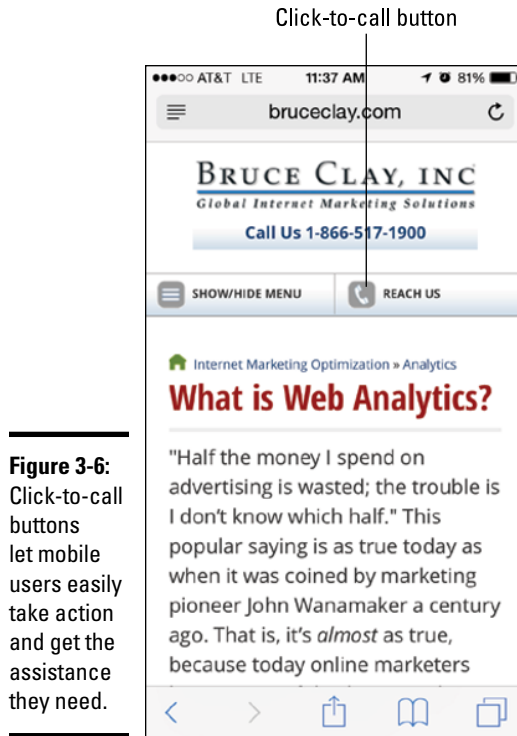 Click-to-call button
AT&T LTE 11:37 AM 81%
bruceclay.com
BRUCE CLAY, INC
Global Internet Marketing Solutions
Call Us 1-866-517-1900
SHOW/HIDE MENU REACH US
Internet Marketing Optimization » Analytics
What is Web Analytics?
"Half the money I spend on
advertising is wasted; the trouble is
I don't know which half." This
popular saying is as true today as
when it was coined by marketing
pioneer John Wanamaker a century
ago. That is, it's almost as true,
because today online marketers
Figure 3-6:
Click-to-call
buttons
let mobile
users easily
take action
and get the
assistance
they need.